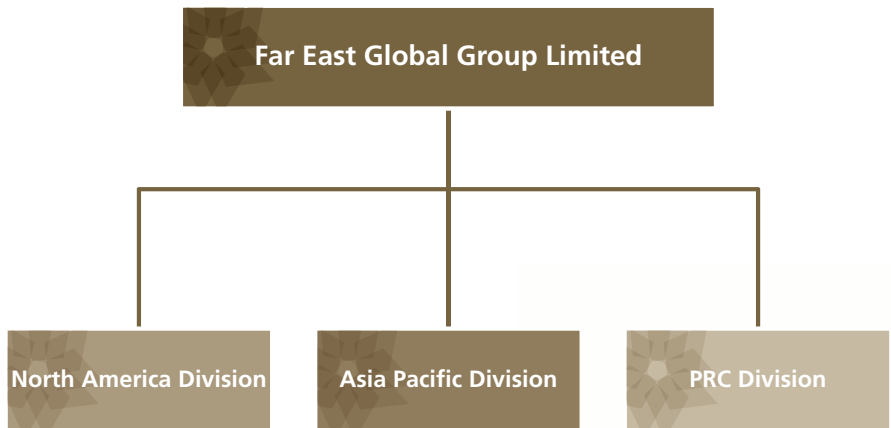 Far East Global Group Limited
North America Division
Asia Pacific Division
PRC Division